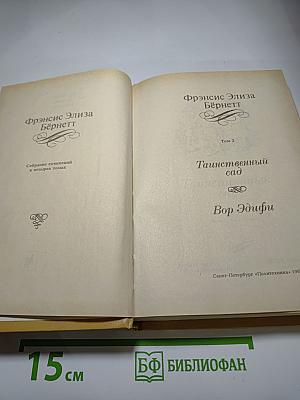 Фрэнсис Элиза
Бёрнетт
Собрание сочинений
в четырех томах
Фрэнсис Элиза
Бёрнетт
Том 2
Таинственный
сад
Вор Эдифи
Санкт-Петербург «Политехника»
15 см
БФ БИБЛИОФАН